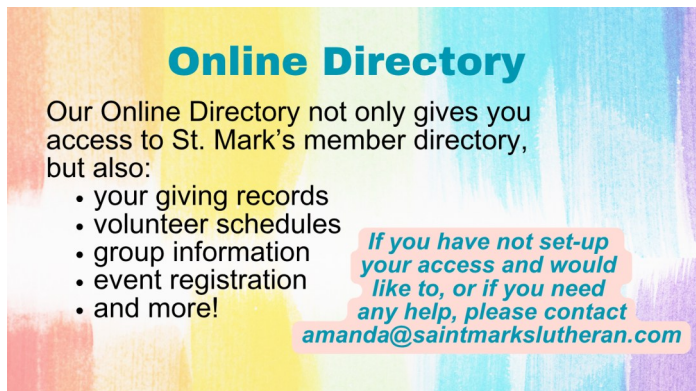 Online Directory
Our Online Directory not only gives you
access to St. Mark's member directory,
but also:
• your giving records
• volunteer schedules
• group information
• event registration
• and more!
If you have not set-up
your access and would
like to, or if you need
any help, please contact
amanda@saintmarkslutheran.com